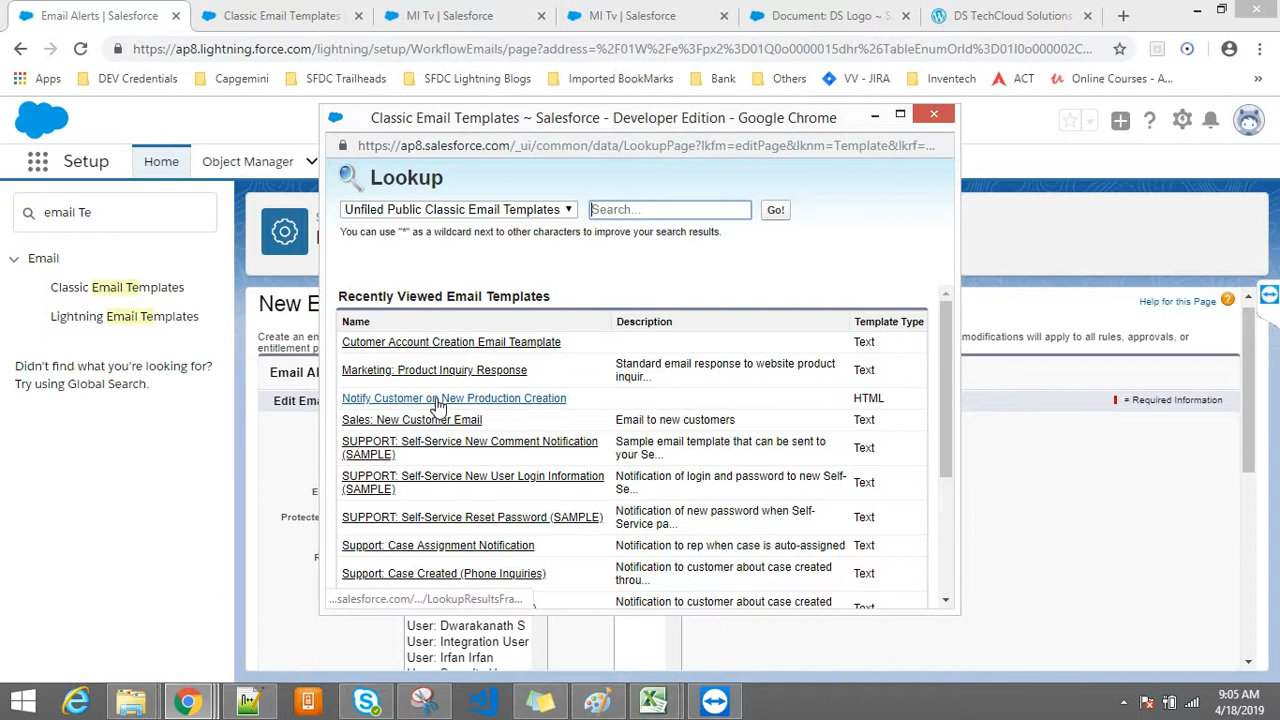 Email Alerts | Salesforce
Classic Email Templates
MI Tv | Salesforce
MI Tv | Salesforce
Document: DS Logo ~ S
DS TechCloud Solutions
https://ap8.lightning.force.com/lightning/setup/WorkflowEmails/page?address=%2F01W%2Fe%3Fpx2%3D01Q0o0000015dhr%26TableEnumOrId%3D01I0o000002C...
Apps
DEV Credentials
Capgemini
SFDC Trailheads
SFDC Lightning Blogs
Imported BookMarks
Bank
Others
VV - JIRA
Inventech
ACT
Online Courses - A...
Setup
Home
Object Manager
email Te
Email
Classic Email Templates
Lightning Email Templates
Didn't find what you're looking for?
Try using Global Search.
Classic Email Templates ~ Salesforce - Developer Edition - Google Chrome
https://ap8.salesforce.com/_ui/common/data/LookupPage?lkfm=editPage&lknm=Template&lkrf=...
Lookup
Unfiled Public Classic Email Templates
Search...
Go!
You can use "*" as a wildcard next to other characters to improve your search results.
Recently Viewed Email Templates
Name Description Template Type
Cutomer Account Creation Email Teamplate Text
Marketing: Product Inquiry Response Standard email response to website product inquir... Text
Notify Customer on New Production Creation HTML
Sales: New Customer Email Email to new customers Text
SUPPORT: Self-Service New Comment Notification (SAMPLE) Sample email template that can be sent to your Se... Text
SUPPORT: Self-Service New User Login Information (SAMPLE) Notification of login and password to new Self-Se... Text
SUPPORT: Self-Service Reset Password (SAMPLE) Notification of new password when Self-Service pa... Text
Support: Case Assignment Notification Notification to rep when case is auto-assigned Text
Support: Case Created (Phone Inquiries) Notification to customer about case created throu... Text
Notification to customer about case created
...salesforce.com/.../LookupResultsFra...
New E
Help for this Page
Create an em
entitlement p
modifications will apply to all rules, approvals, or
Email Al
Edit Ema
= Required Information
E
Protecte
R
User: Dwarakanath S
User: Integration User
User: Irfan Irfan
9:05 AM
4/18/2019